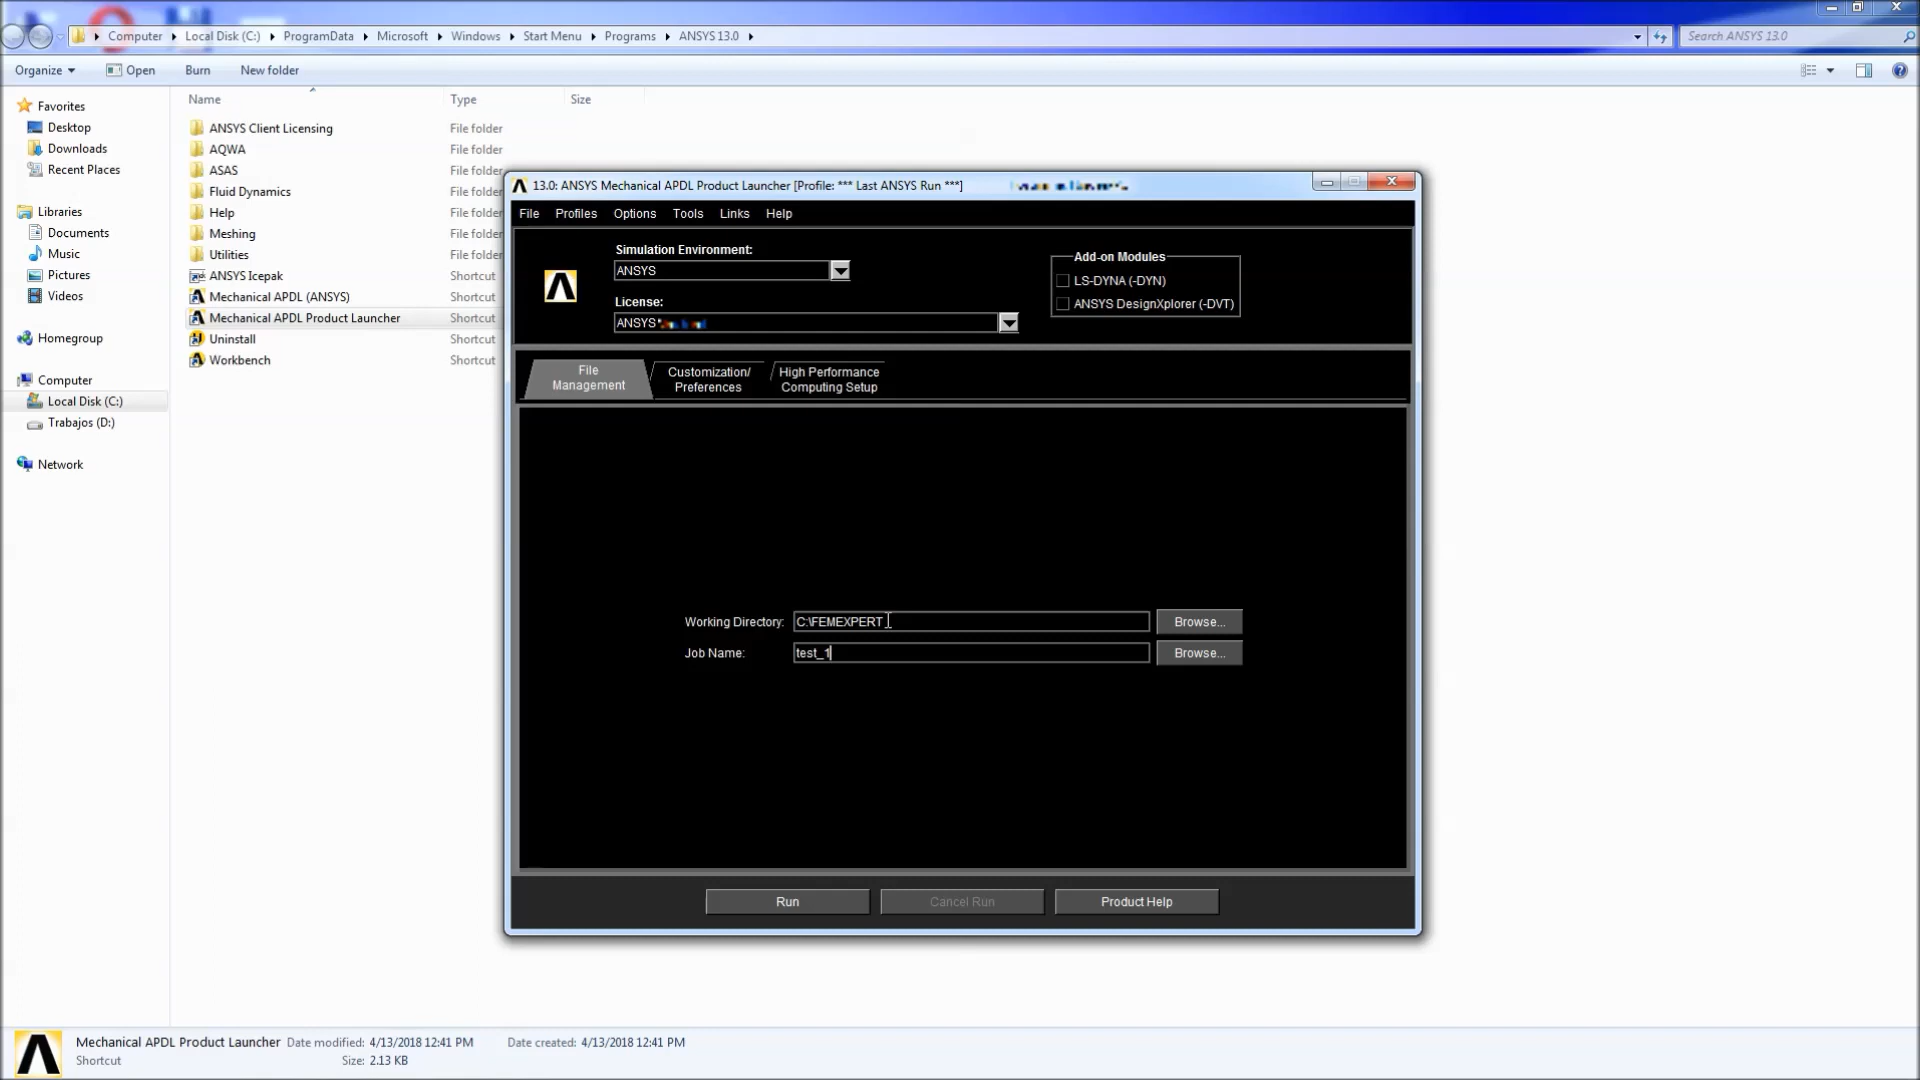 Computer Local Disk (C:) ProgramData Microsoft Windows Start Menu Programs ANSYS 13.0
Search ANSYS 13.0
Organize Open Burn New folder
Favorites
Desktop
Downloads
Recent Places
Libraries
Documents
Music
Pictures
Videos
Homegroup
Computer
Local Disk (C:)
Trabajos (D:)
Network
Name Type Size
ANSYS Client Licensing File folder
AQWA File folder
ASAS File folder
Fluid Dynamics File folder
Help File folder
Meshing File folder
Utilities File folder
ANSYS Icepak Shortcut
Mechanical APDL (ANSYS) Shortcut
Mechanical APDL Product Launcher Shortcut
Uninstall Shortcut
Workbench Shortcut
13.0: ANSYS Mechanical APDL Product Launcher [Profile: *** Last ANSYS Run ***]
File Profiles Options Tools Links Help
Simulation Environment:
ANSYS
License:
ANSYS
Add-on Modules
LS-DYNA (-DYN)
ANSYS DesignXplorer (-DVT)
File
Management
Customization/
Preferences
High Performance
Computing Setup
Working Directory: C:\FEMEXPERT Browse...
Job Name: test_1 Browse...
Run Cancel Run Product Help
Mechanical APDL Product Launcher Date modified: 4/13/2018 12:41 PM Date created: 4/13/2018 12:41 PM
Shortcut Size: 2.13 KB